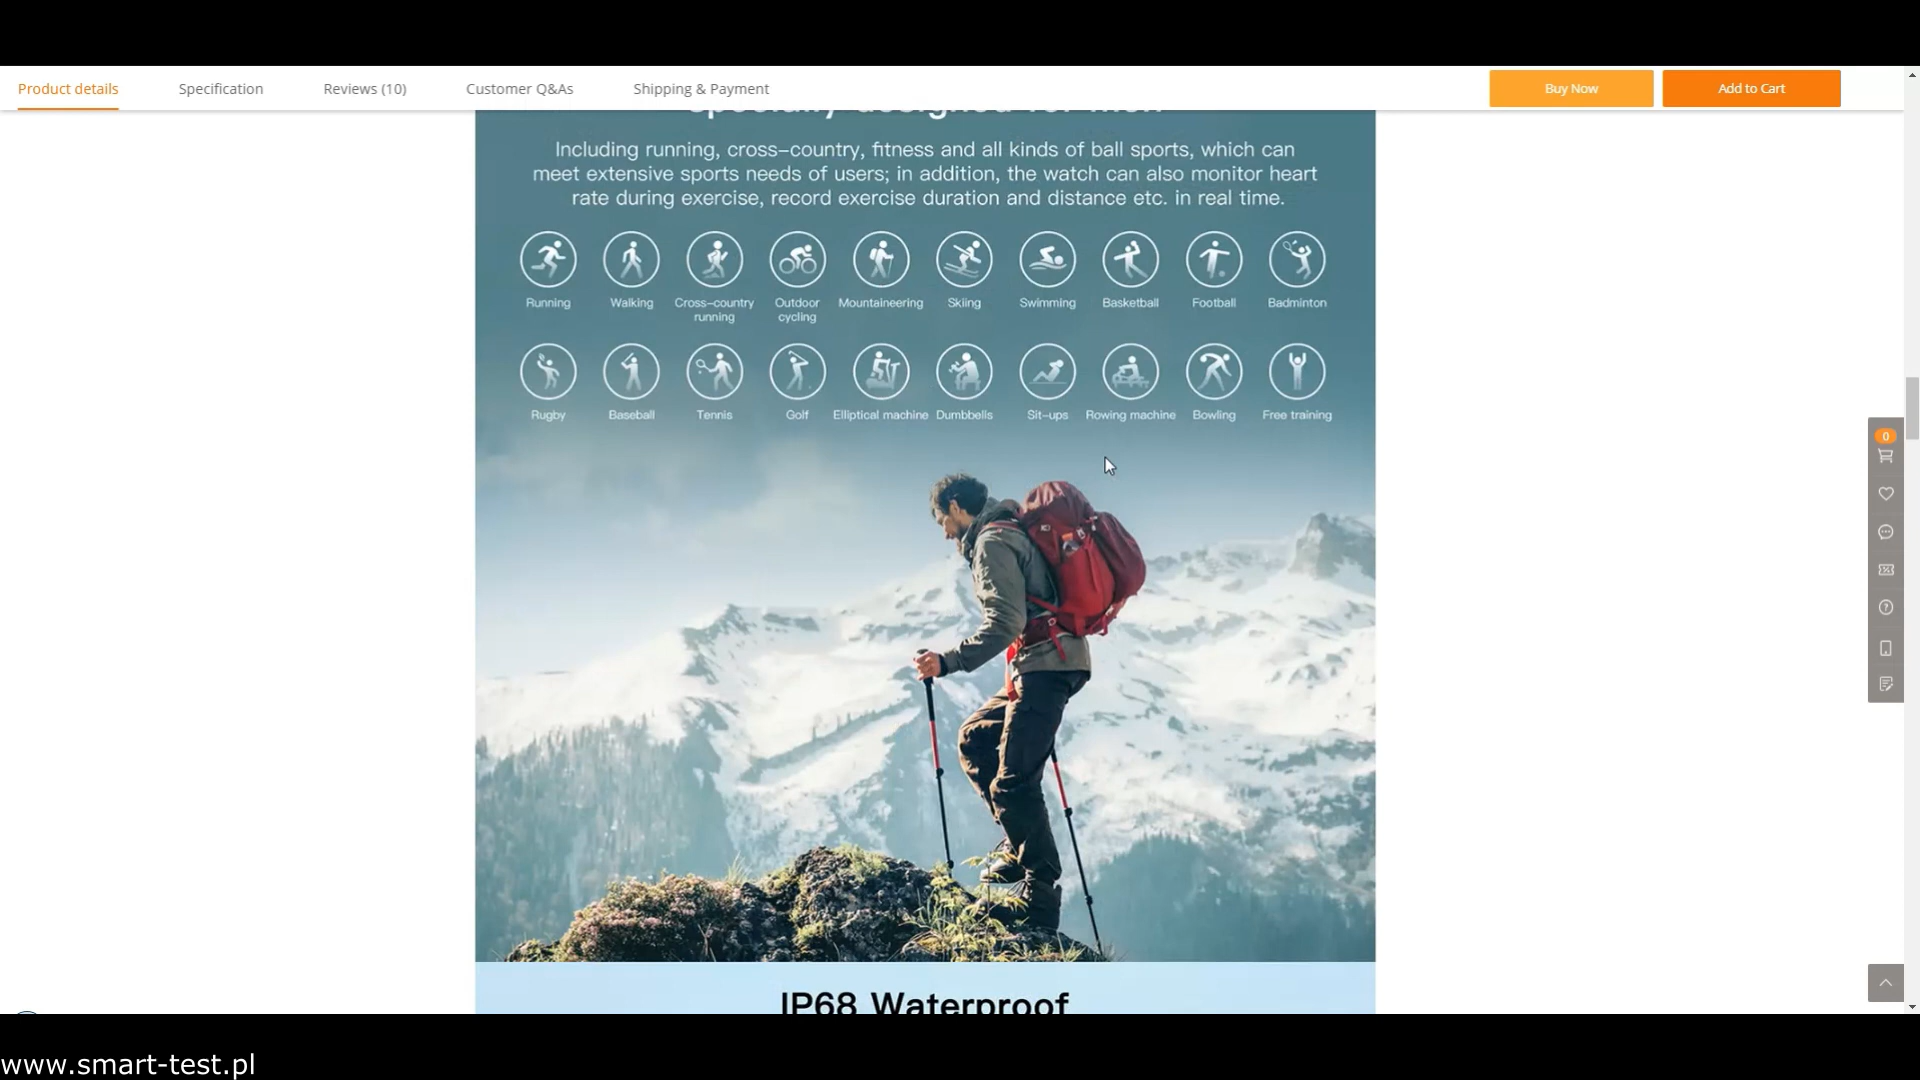 Product details
Specification
Reviews (10)
Customer Q&As
Shipping & Payment
Buy Now
Add to Cart
Specially designed for men
Including running, cross-country, fitness and all kinds of ball sports, which can
meet extensive sports needs of users; in addition, the watch can also monitor heart
rate during exercise, record exercise duration and distance etc. in real time.
Running
Walking
Cross-country
running
Outdoor
cycling
Mountaineering
Skiing
Swimming
Basketball
Football
Badminton
Rugby
Baseball
Tennis
Golf
Elliptical machine
Dumbbells
Sit-ups
Rowing machine
Bowling
Free training
0
IP68 Waterproof
www.smart-test.pl